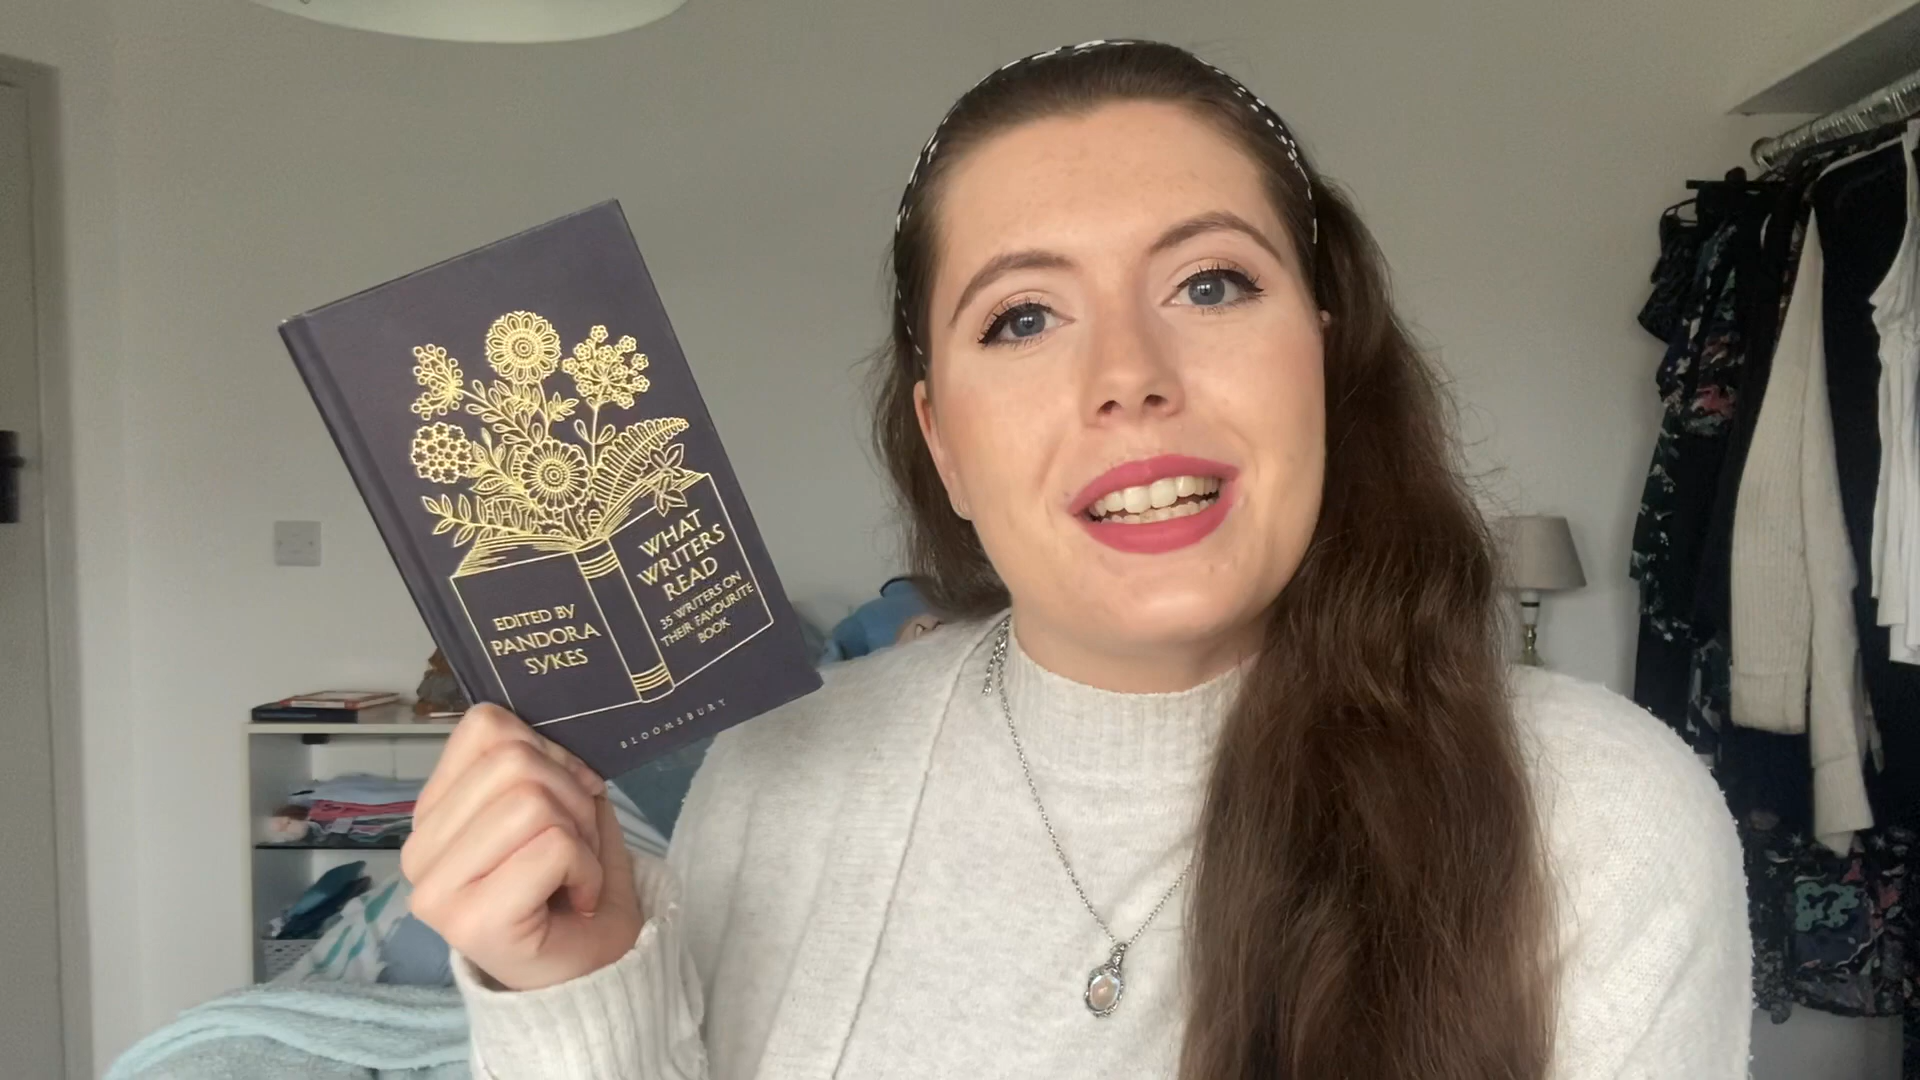 EDITED BY
PANDORA
SYKES
WHAT
WRITERS
READ
35 WRITERS ON
THEIR FAVOURITE
BOOK
BLOOMSBURY